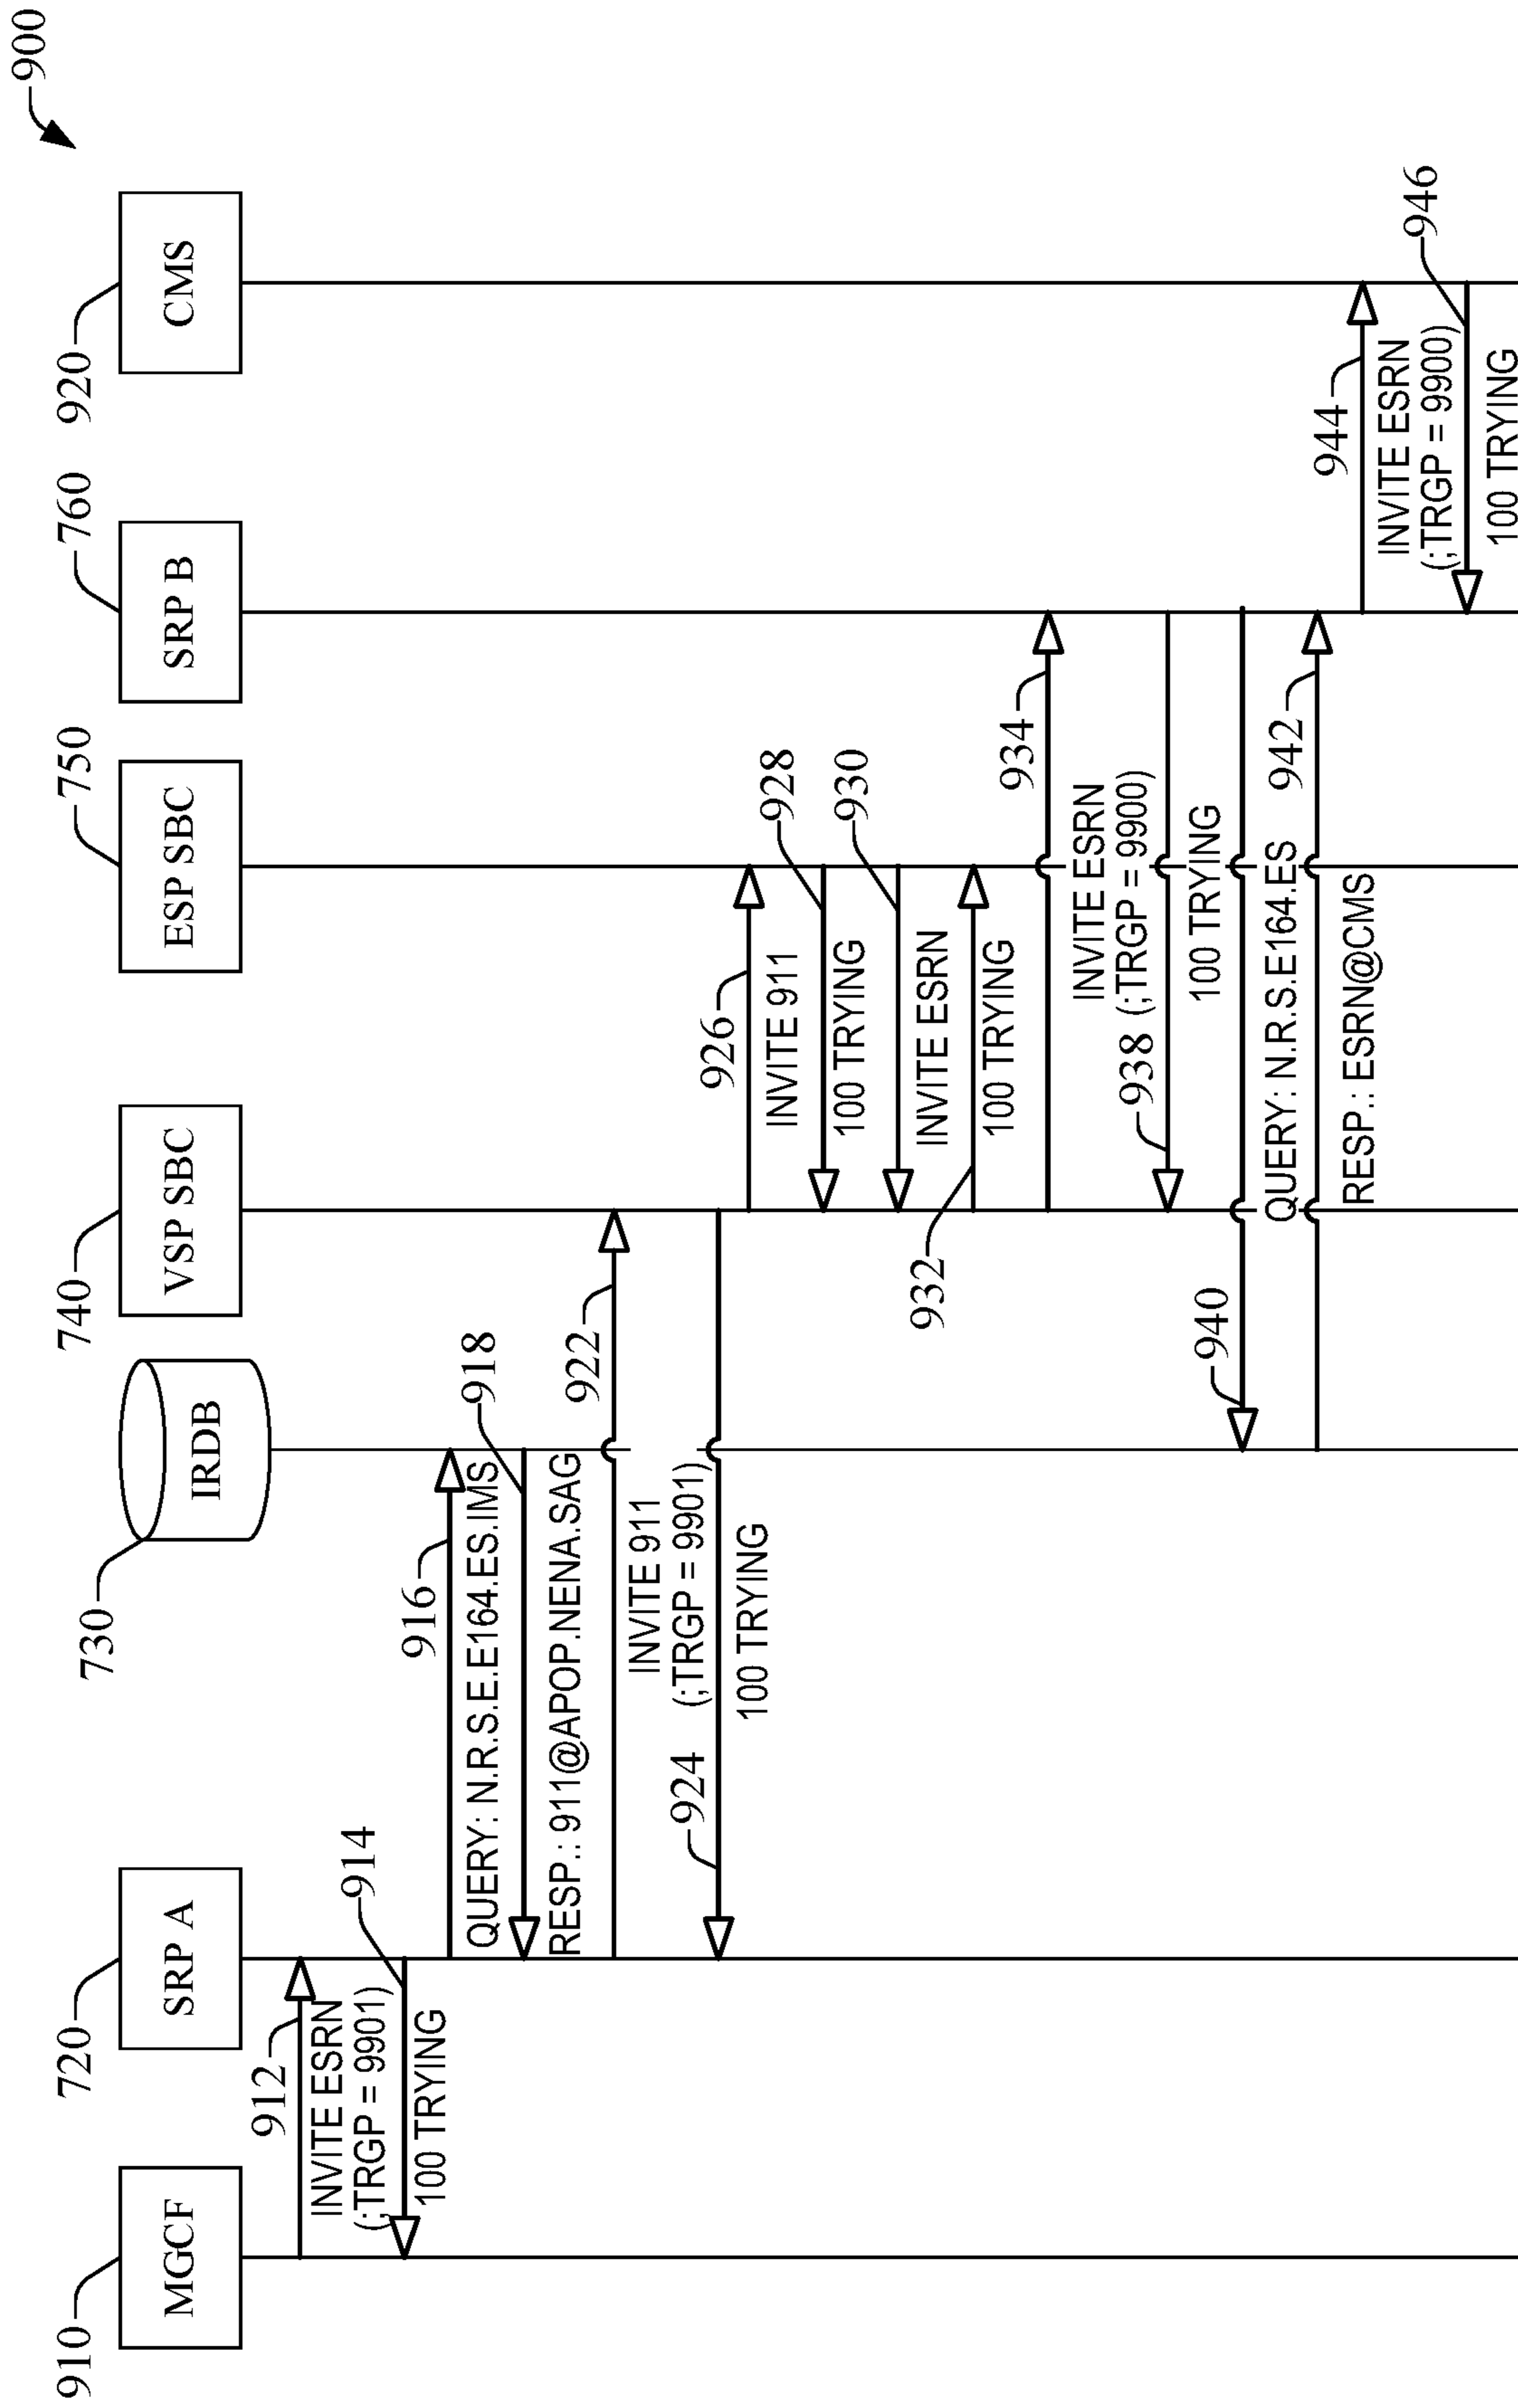 900
910
MGCF
720
SRP A
730
IRDB
740
VSP SBC
750
ESP SBC
760
SRP B
920
CMS
912
INVITE ESRN
(;TRGP = 9901)
914
100 TRYING
916
QUERY: N.R.S.E.E164.ES.IMS
918
RESP.: 911@APOP.NENA.SAG
922
INVITE 911
(;TRGP = 9901)
924
100 TRYING
926
INVITE 911
928
100 TRYING
930
INVITE ESRN
932
100 TRYING
934
INVITE ESRN
(;TRGP = 9900)
938
100 TRYING
940
QUERY: N.R.S.E164.ES
942
RESP.: ESRN@CMS
944
INVITE ESRN
(;TRGP = 9900)
946
100 TRYING